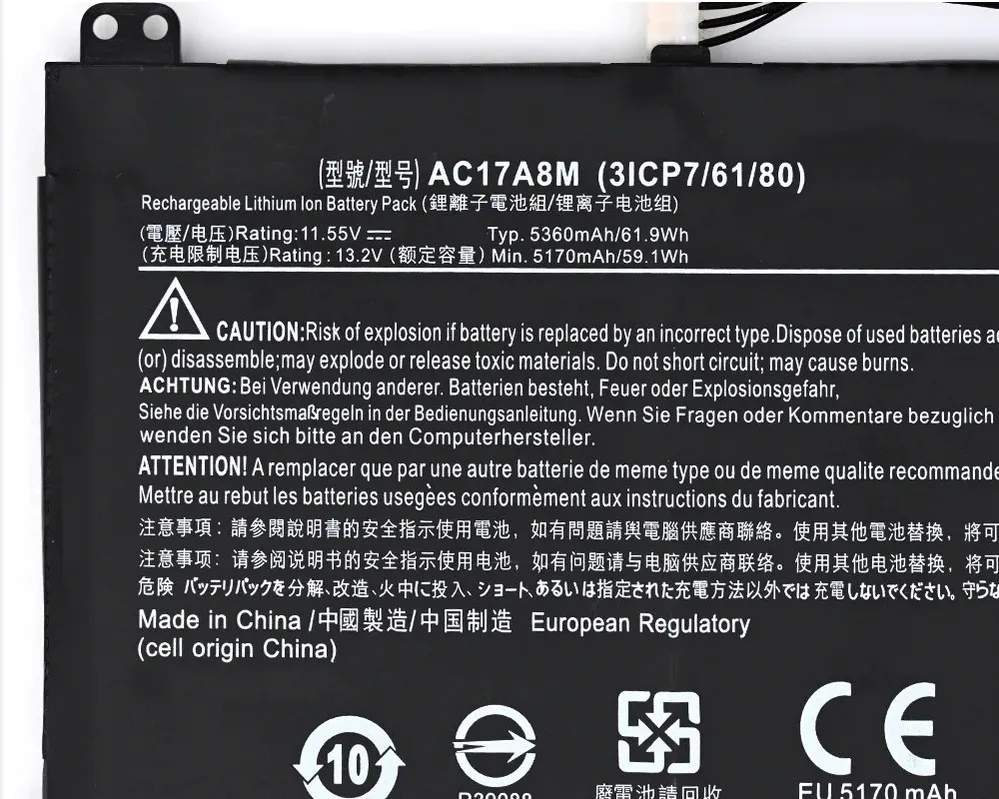 (型號/型号) AC17A8M (3ICP7/61/80)
Rechargeable Lithium Ion Battery Pack (鋰離子電池組/锂离子电池组)
(電壓/电压)Rating:11.55V Typ. 5360mAh/61.9Wh
(充电限制电压)Rating : 13.2V (额定容量) Min. 5170mAh/59.1Wh
CAUTION:Risk of explosion if battery is replaced by an incorrect type.Dispose of used batteries
(or) disassemble;may explode or release toxic materials. Do not short circuit; may cause burns.
ACHTUNG: Bei Verwendung anderer. Batterien besteht, Feuer oder Explosionsgefahr,
Siehe die Vorsichtsmaßregeln in der Bedienungsanleitung. Wenn Sie Fragen oder Kommentare bezuglich
wenden Sie sich bitte an den Computerhersteller.
ATTENTION! A remplacer que par une autre batterie de meme type ou de meme qualite recommande
Mettre au rebut les batteries usegèes conformèment aux instructions du fabricant.
注意事項：請參閱說明書的安全指示使用電池，如有問題請與電腦供應商聯絡。使用其他電池替換，將可
注意事项：请参阅说明书的安全指示使用电池，如有问题请与电脑供应商联络。使用其他电池替换，将可
危険 バッテリパックを分解、改造、火中に投入、ショート、あるいは指定された充電方法以外では充電しないでください。守らな
Made in China /中國製造/中国制造 European Regulatory
(cell origin China)
10
廢電池請回收
CE
EU 5170 mAh